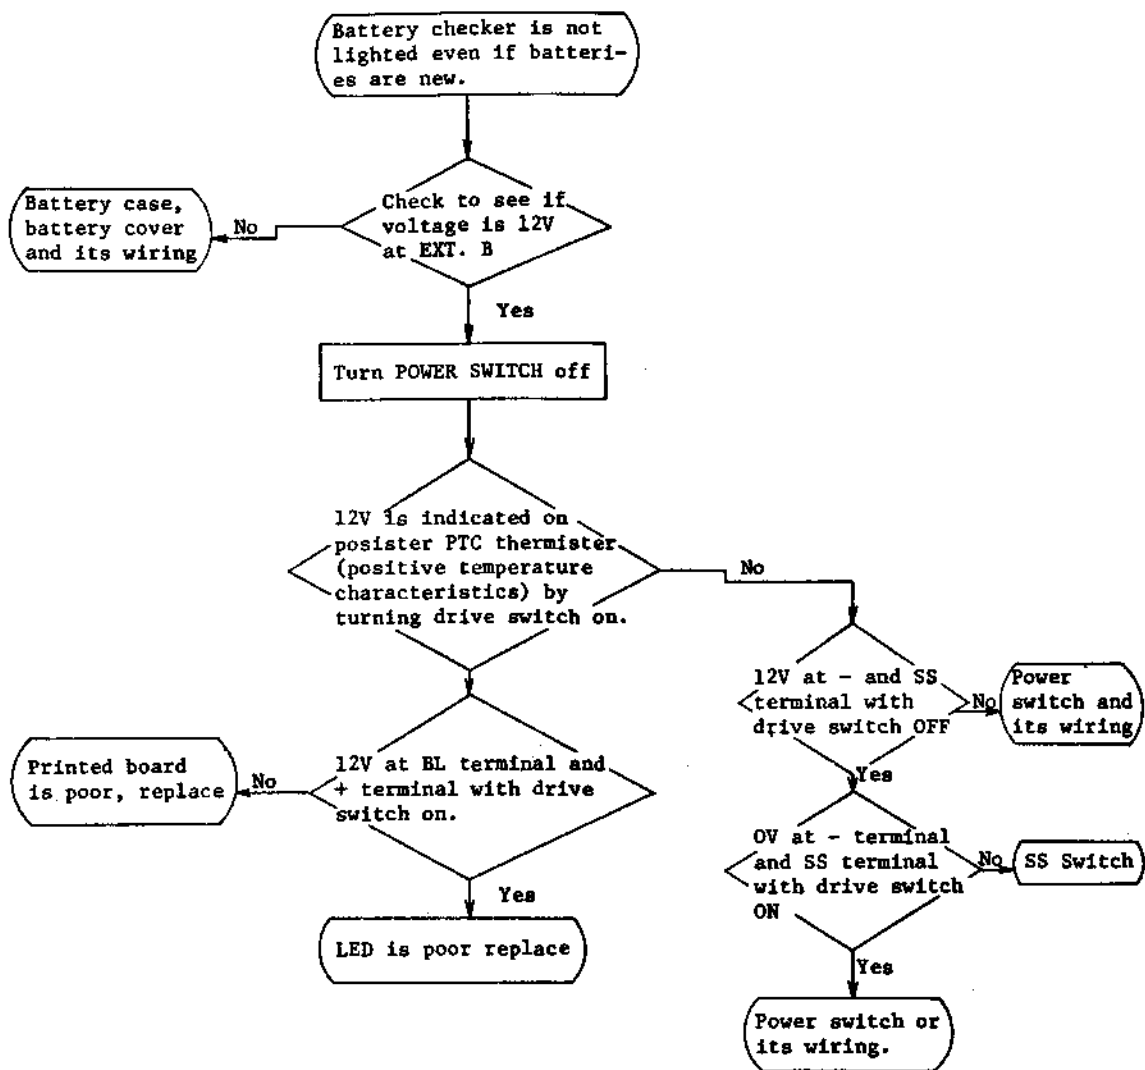 Battery checker is not
lighted even if batteri-
es are new.
Check to see if
voltage is 12V
at EXT. B
No
Battery case,
battery cover
and its wiring
Yes
Turn POWER SWITCH off
12V is indicated on
posister PTC thermister
(positive temperature
characteristics) by
turning drive switch on.
No
12V at - and SS
terminal with
drive switch OFF
No
Power
switch and
its wiring
Yes
12V at BL terminal and
+ terminal with drive
switch on.
No
Printed board
is poor, replace
Yes
LED is poor replace
OV at - terminal
and SS terminal
with drive switch
ON
No
SS Switch
Yes
Power switch or
its wiring.